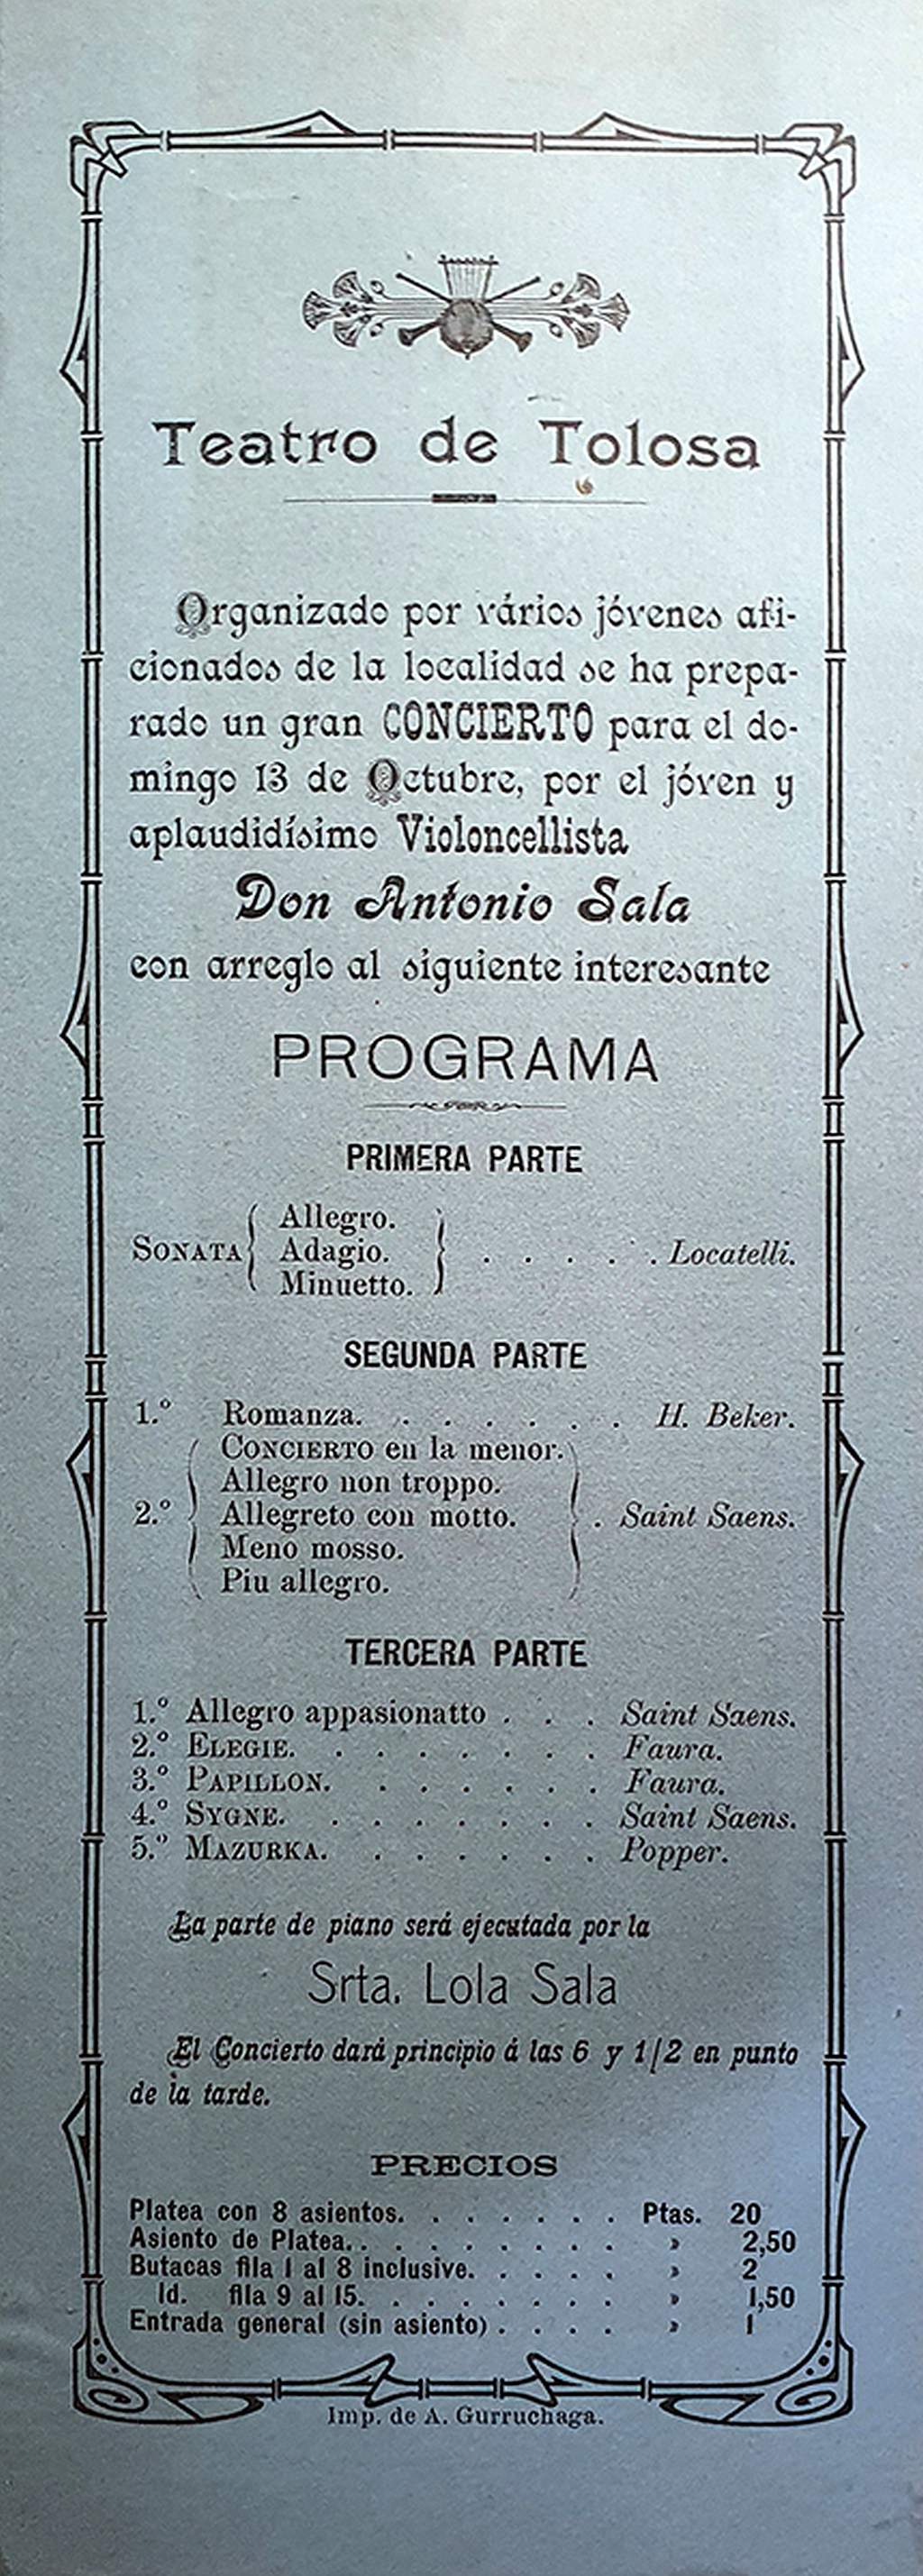 Teatro de Tolosa
Organizado por vários jóvenes afi-
cionados de la localidad se ha prepa-
rado un gran CONCIERTO para el do-
mingo 13 de Octubre, por el jóven y
aplaudidísimo Violoncellista
Don Antonio Sala
con arreglo al siguiente interesante
PROGRAMA
PRIMERA PARTE
Allegro.
SONATA { Adagio. } . . . . . Locatelli.
Minuetto.
SEGUNDA PARTE
1.º Romanza. . . . . . . . H. Beker.
CONCIERTO en la menor.
Allegro non troppo.
2.º Allegreto con motto. . Saint Saens.
Meno mosso.
Piu allegro.
TERCERA PARTE
1.º Allegro appasionatto . . . Saint Saens.
2.º ELEGIE. . . . . . . . Faura.
3.º PAPILLON. . . . . . . Faura.
4.º SYGNE. . . . . . . . Saint Saens.
5.º MAZURKA. . . . . . . Popper.
La parte de piano será ejecutada por la
Srta. Lola Sala
El Concierto dará principio á las 6 y 1/2 en punto
de la tarde.
PRECIOS
Platea con 8 asientos. . . . . . . Ptas. 20
Asiento de Platea. . . . . . . . . » 2,50
Butacas fila 1 al 8 inclusive. . . . . » 2
Id. fila 9 al 15. . . . . . . . » 1,50
Entrada general (sin asiento) . . . . » 1
Imp. de A. Gurruchaga.